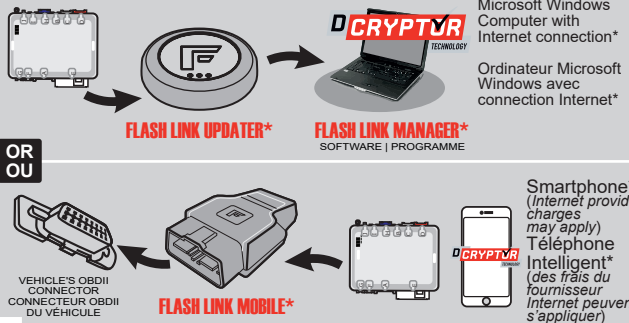 Microsoft Windows
Computer with
Internet connection*
Ordinateur Microsoft
Windows avec
connection Internet*
DCRYPTOR
TECHNOLOGY
FLASH LINK UPDATER*
FLASH LINK MANAGER*
SOFTWARE | PROGRAMME
OR
OU
VEHICLE'S OBDII
CONNECTOR
CONNECTEUR OBDII
DU VÉHICULE
FLASH LINK MOBILE*
DCRYPTOR
Smartphone
(Internet
charges
may apply)
Téléphone
Intelligent*
(des frais du
fournisseur
Internet
s'appliquer)